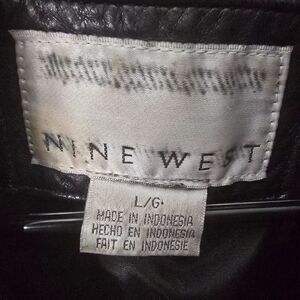 NINE WEST
L/G.
MADE IN INDONESIA
HECHO EN INDONESIA
FAIT EN INDONESIE